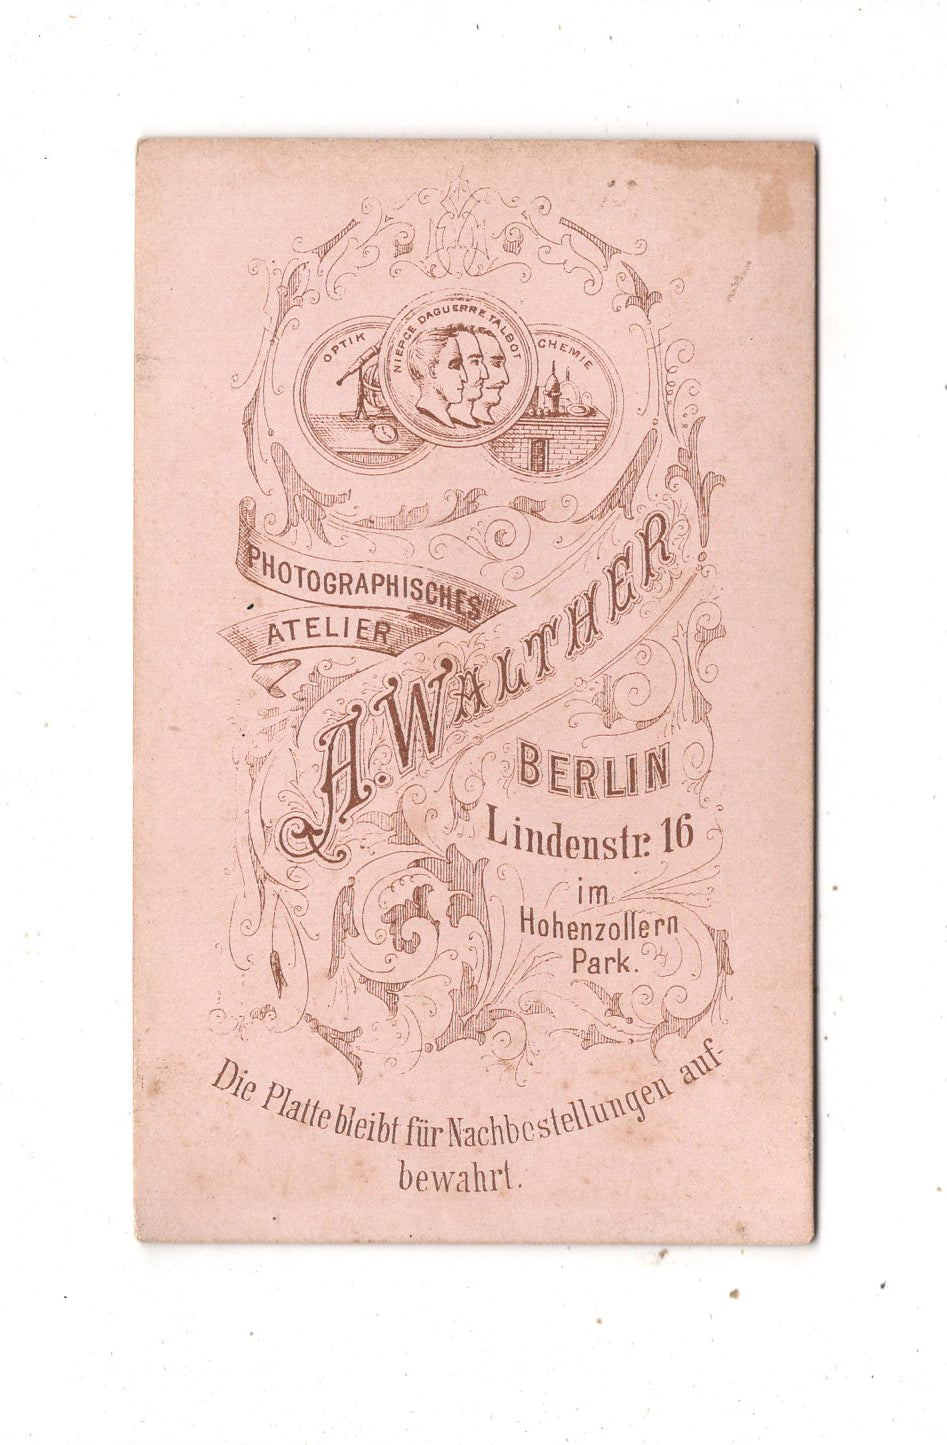 OPTIK
NIEPCE DAGUERRE TALBOT
CHEMIE
PHOTOGRAPHISCHES
ATELIER
A. WALTHER
BERLIN
Lindenstr. 16
im
Hohenzollern
Park.
Die Platte bleibt für Nachbestellungen auf-
bewahrt.